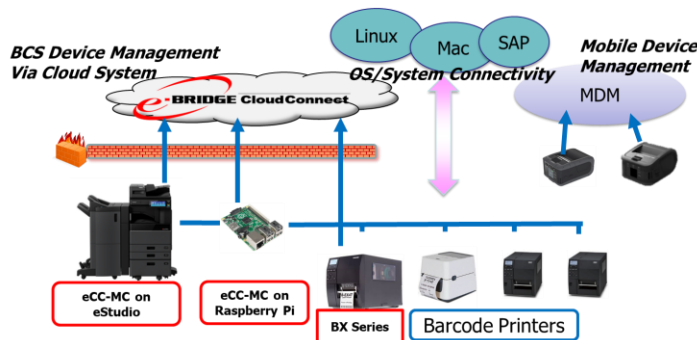 BCS Device Management
Via Cloud System
e-BRIDGE CloudConnect
Linux
Mac
SAP
OS/System Connectivity
Mobile Device
Management
MDM
eCC-MC on
eStudio
eCC-MC on
Raspberry Pi
BX Series
Barcode Printers